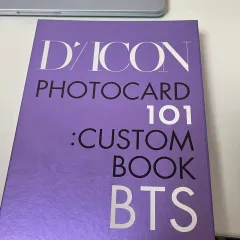 D'/ICON
PHOTOCARD
101
:CUSTOM
BOOK
BTS